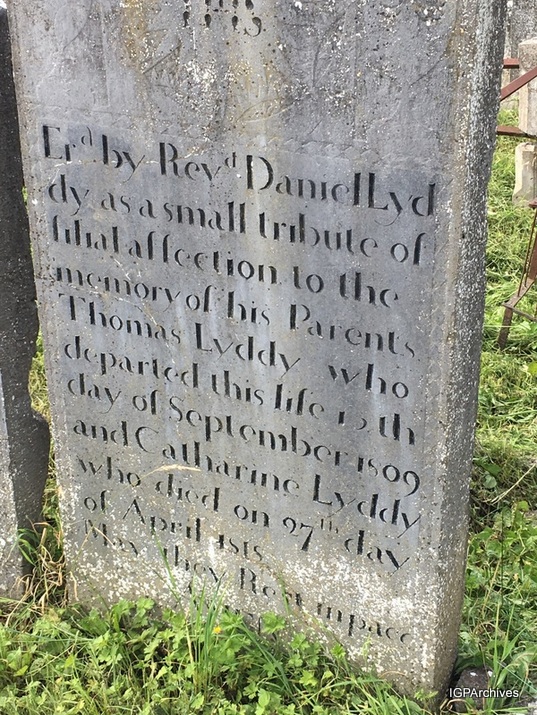 IHS
Erd by Revd Daniel Lyd
dy as a small tribute of
filial affection to the
memory of his Parents
Thomas Lyddy who
departed this life th
day of September 1809
and Catharine Lyddy
who died on 27th day
of April
May they Rest in pace
IGPArchives